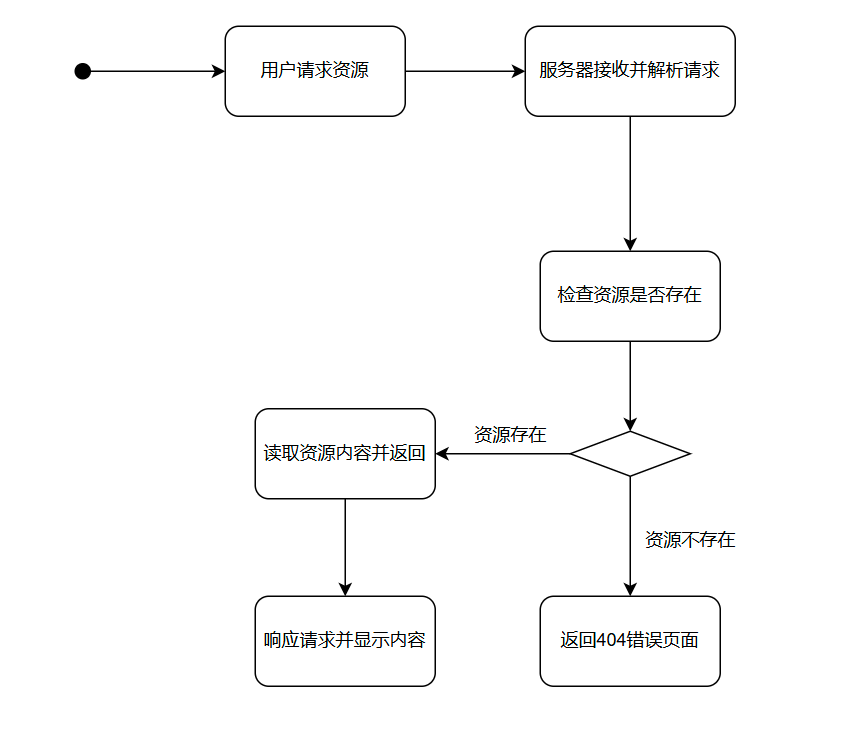 用户请求资源
服务器接收并解析请求
检查资源是否存在
资源存在
读取资源内容并返回
资源不存在
响应请求并显示内容
返回404错误页面